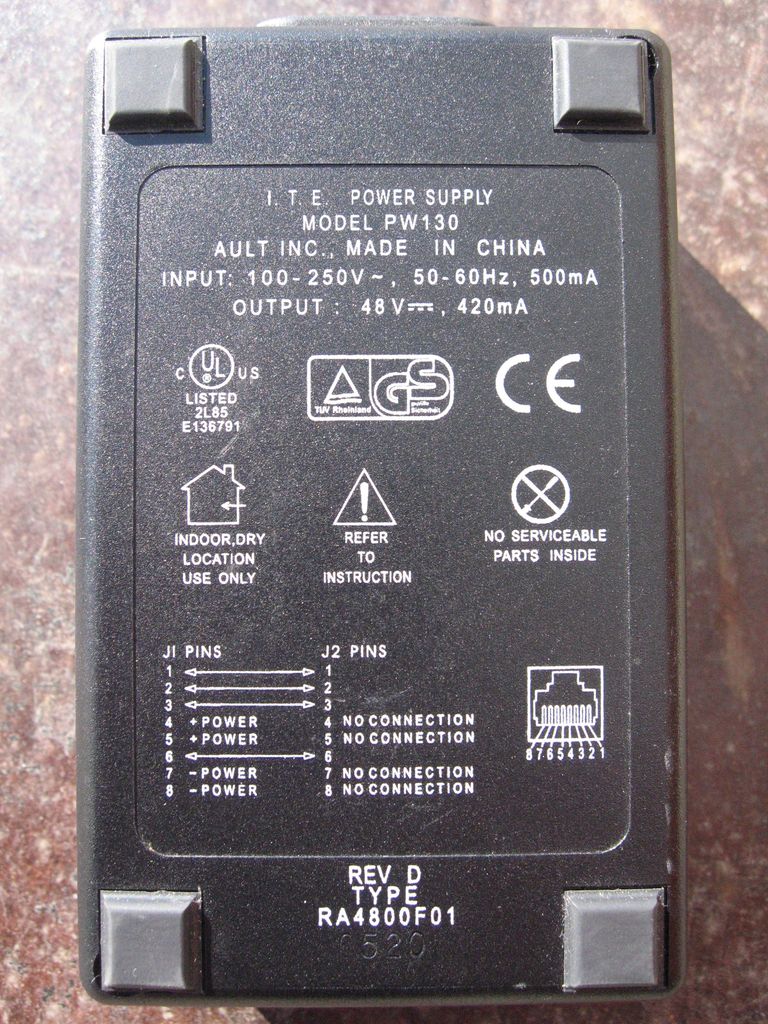 I. T. E. POWER SUPPLY
MODEL PW130
AULT INC., MADE IN CHINA
INPUT: 100-250V~, 50-60Hz, 500mA
OUTPUT: 48V⎓, 420mA
C UL ® US
LISTED
2L85
E136791
TUV Rheinland
GS
geprüfte
Sicherheit
CE
INDOOR,DRY
LOCATION
USE ONLY
!
REFER
TO
INSTRUCTION
NO SERVICEABLE
PARTS INSIDE
J1 PINS J2 PINS
1 1
2 2
3 3
4 +POWER 4 NO CONNECTION
5 +POWER 5 NO CONNECTION
6 6
7 -POWER 7 NO CONNECTION
8 -POWER 8 NO CONNECTION
87654321
REV D
TYPE
RA4800F01
0520